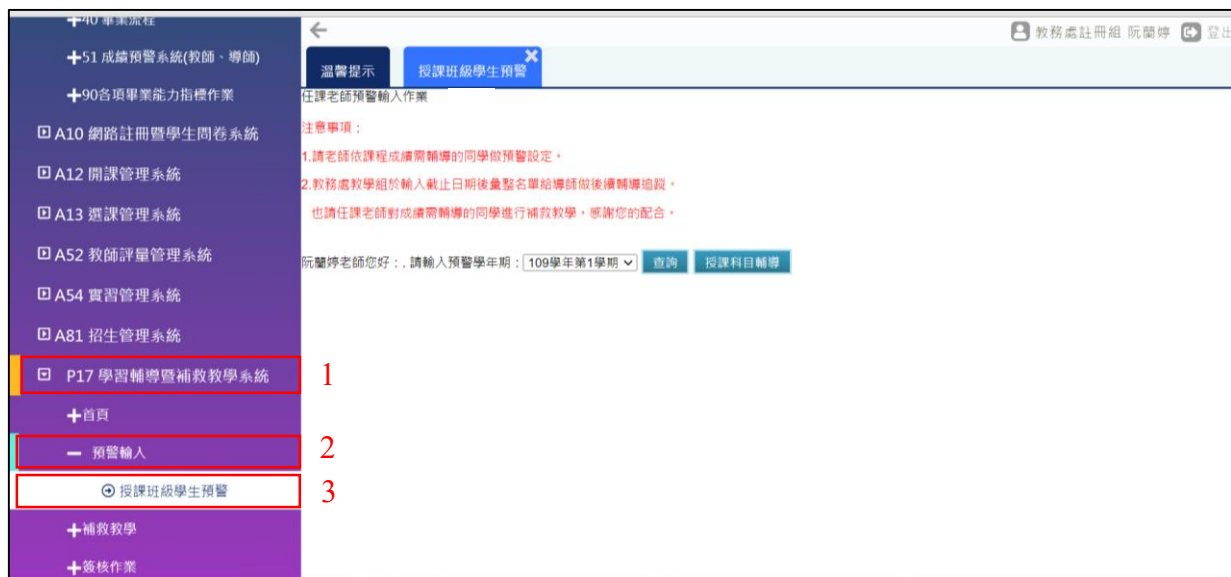 40 畢業流程
51 成績預警系統(教師、導師)
90各項畢業能力指標作業
A10 網路註冊暨學生問卷系統
A12 開課管理系統
A13 選課管理系統
A52 教師評量管理系統
A54 實習管理系統
A81 招生管理系統
P17 學習輔導暨補救教學系統
1
首頁
預警輸入
2
授課班級學生預警
3
補救教學
簽核作業
教務處註冊組 阮蘭婷 登出
溫馨提示 授課班級學生預警
任課老師預警輸入作業
注意事項：
1.請老師依課程成績需輔導的同學做預警設定。
2.教務處教學組於輸入截止日期後彙整名單給導師做後續輔導追蹤。
也請任課老師對成績需輔導的同學進行補救教學，感謝您的配合。
阮蘭婷老師您好：, 請輸入預警學年期：109學年第1學期 查詢 授課科目輔導